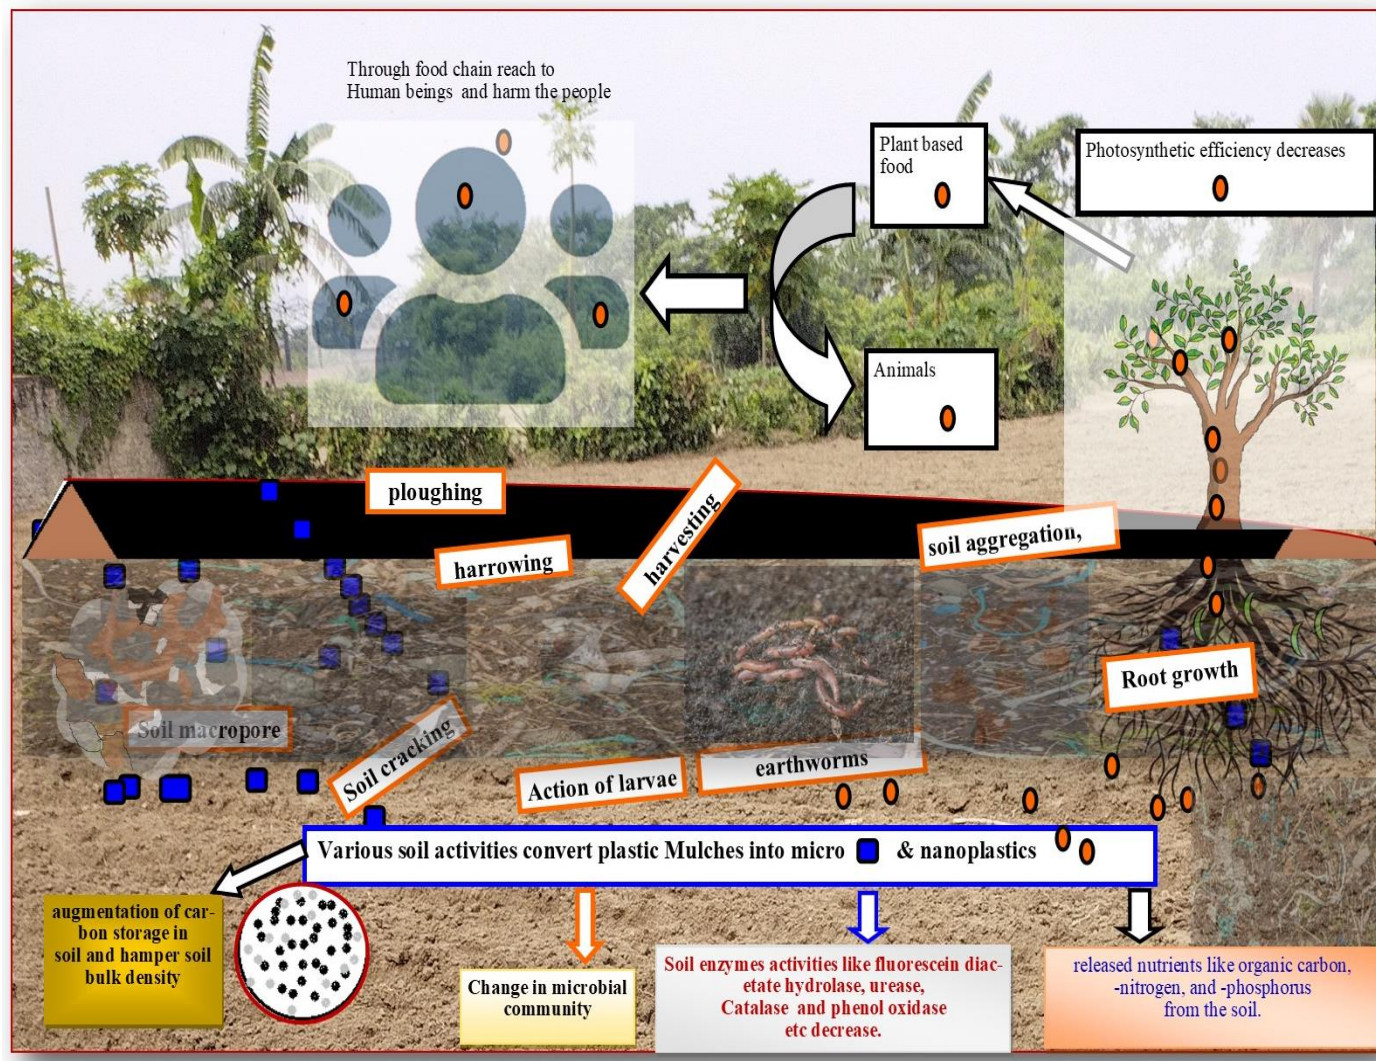 Through food chain reach to
Human beings  and harm the people
Plant based
food
Photosynthetic efficiency decreases
Animals
ploughing
harrowing
harvesting
soil aggregation,
Root growth
Soil macropore
Soil cracking
Action of larvae
earthworms
Various soil activities convert plastic Mulches into micro & nanoplastics
augmentation of car-
bon storage in
soil and hamper soil
bulk density
Change in microbial
community
Soil enzymes activities like fluorescein diac-
etate hydrolase, urease,
Catalase  and phenol oxidase
etc decrease.
released nutrients like organic carbon,
-nitrogen, and -phosphorus
from the soil.